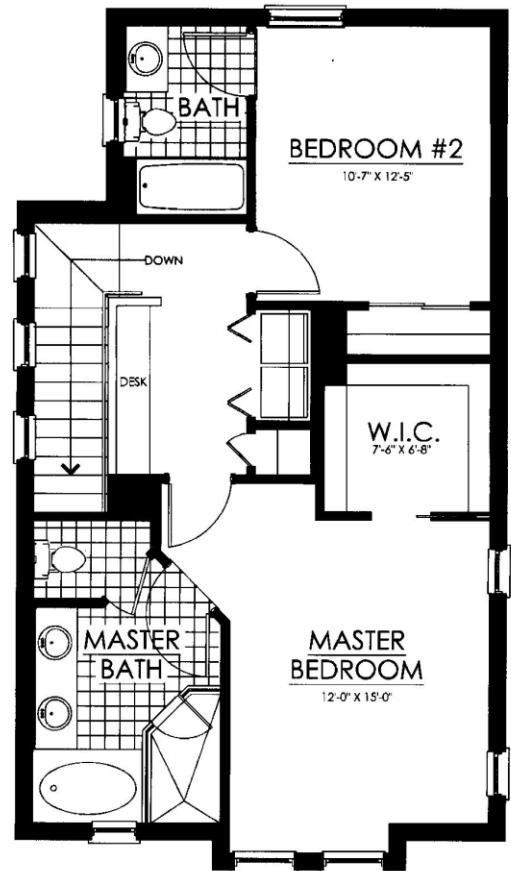 BATH
BEDROOM #2
10'-7" X 12'-5"
DOWN
DESK
W.I.C.
7'-6" X 6'-8"
MASTER
BATH
MASTER
BEDROOM
12'-0" X 15'-0"